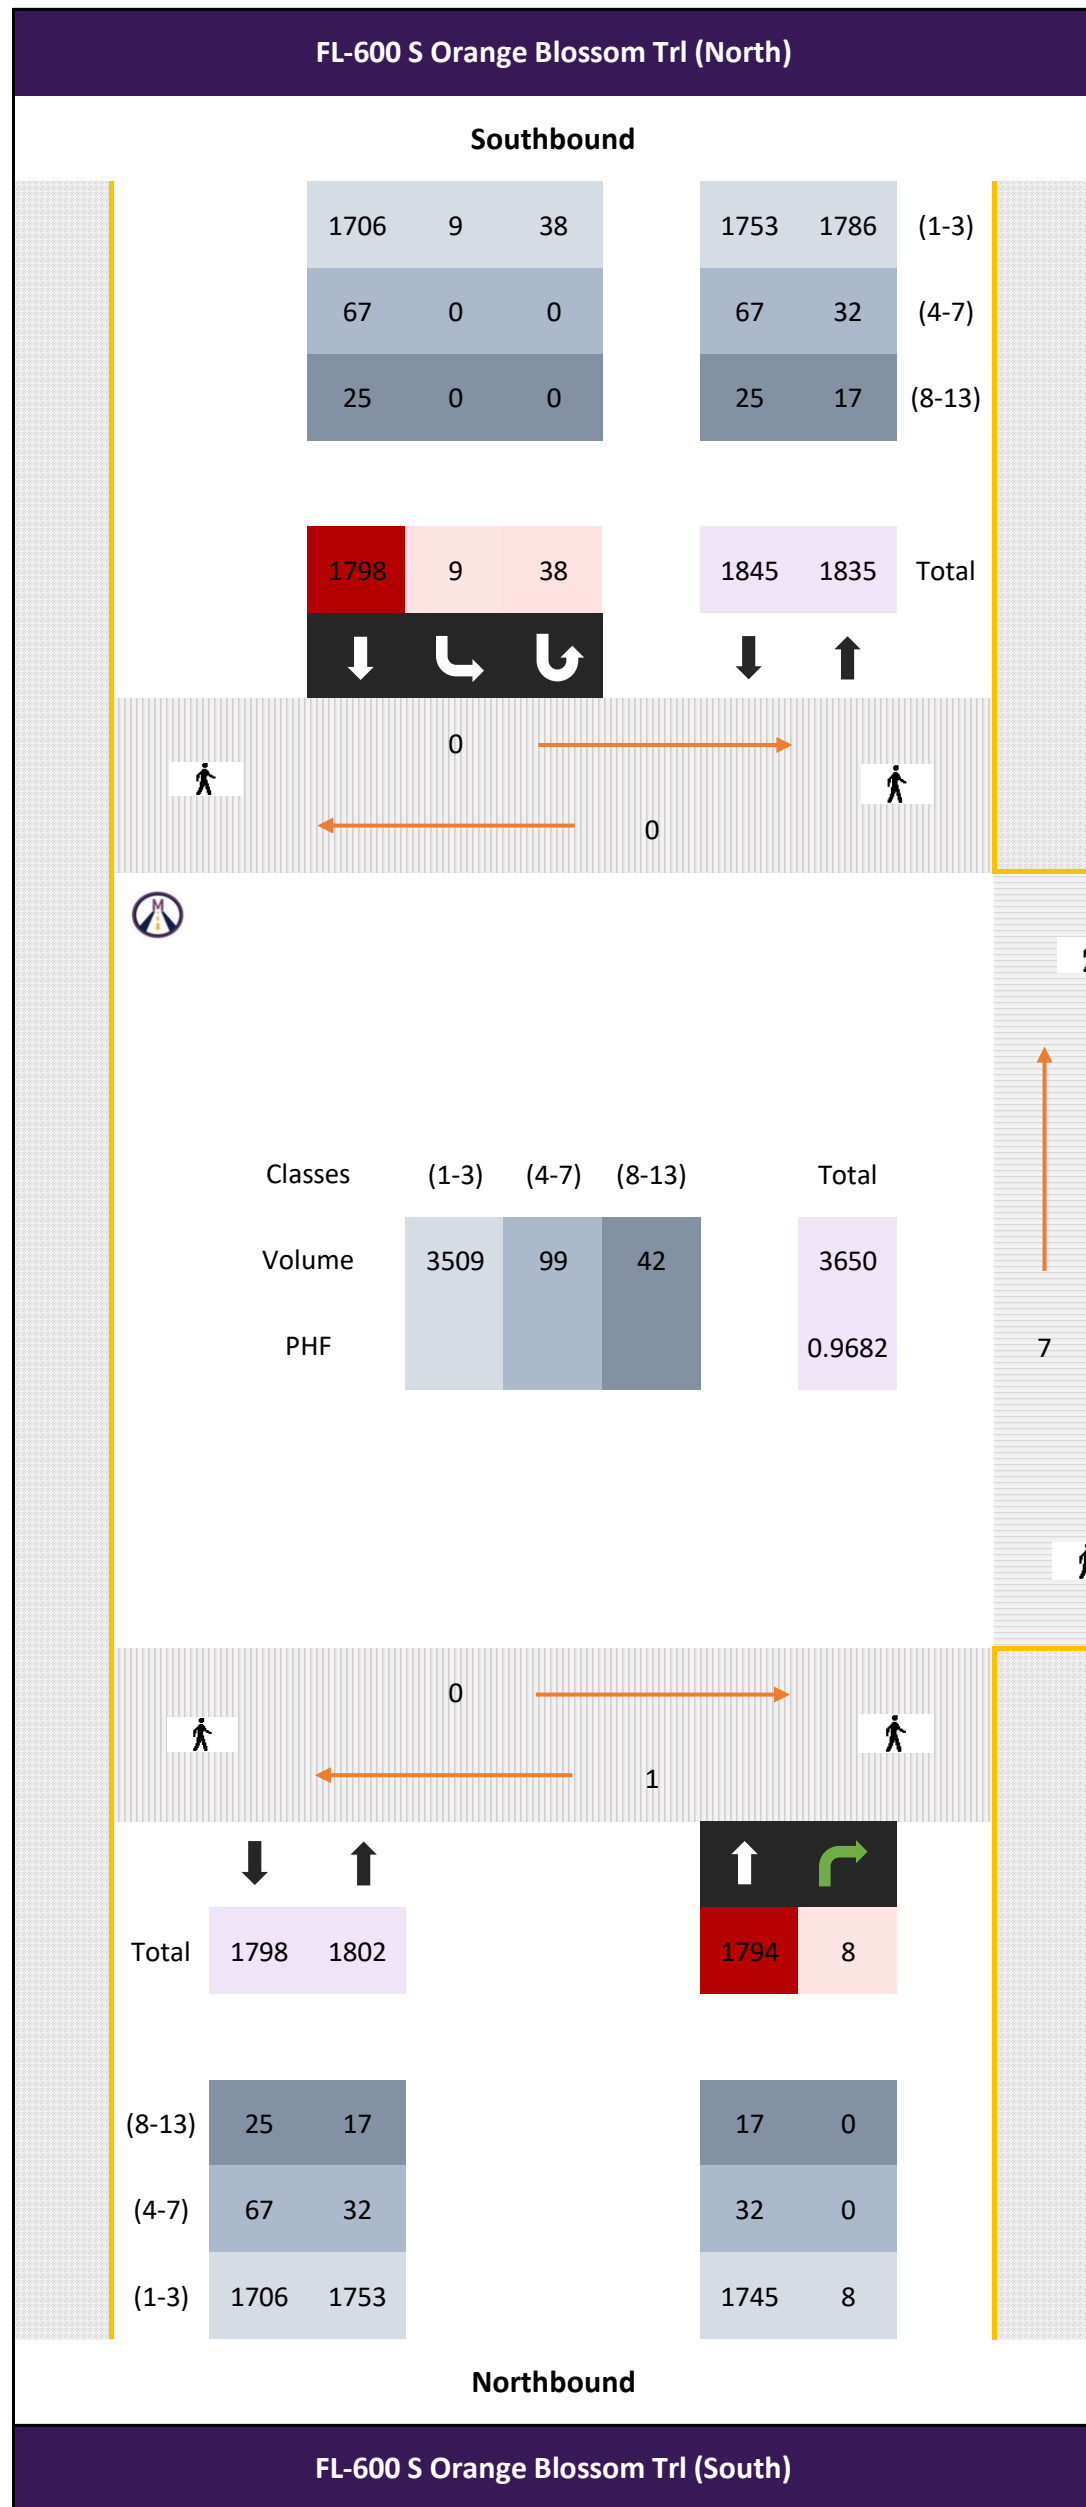 FL-600 S Orange Blossom Trl (North)
Southbound
1706 9 38 1753 1786 (1-3)
67 0 0 67 32 (4-7)
25 0 0 25 17 (8-13)
1798 9 38 1845 1835 Total
0
0
M
Classes (1-3) (4-7) (8-13) Total
Volume 3509 99 42 3650
PHF 0.9682
7
0
1
Total 1798 1802 1794 8
(8-13) 25 17 17 0
(4-7) 67 32 32 0
(1-3) 1706 1753 1745 8
Northbound
FL-600 S Orange Blossom Trl (South)